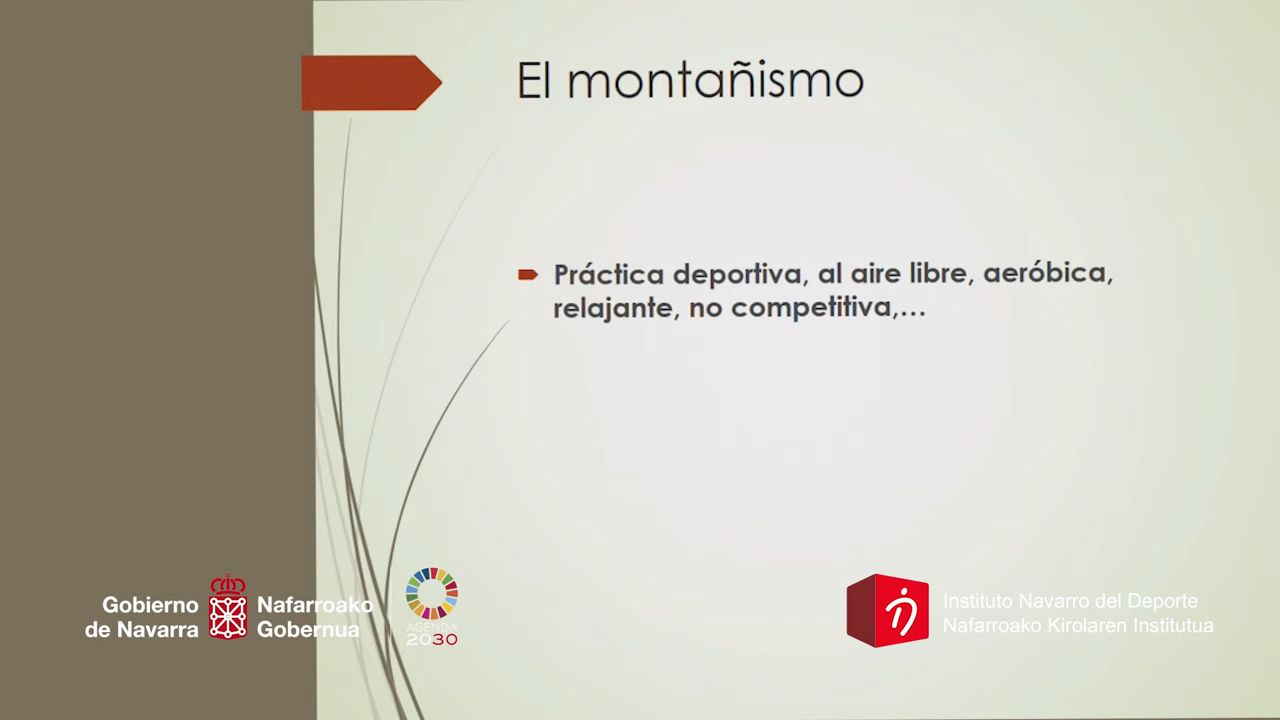 El montañismo
Práctica deportiva, al aire libre, aeróbica,
relajante, no competitiva,...
Gobierno
de Navarra
Nafarroako
Gobernua
AGENDA
2030
Instituto Navarro del Deporte
Nafarroako Kirolaren Institutua